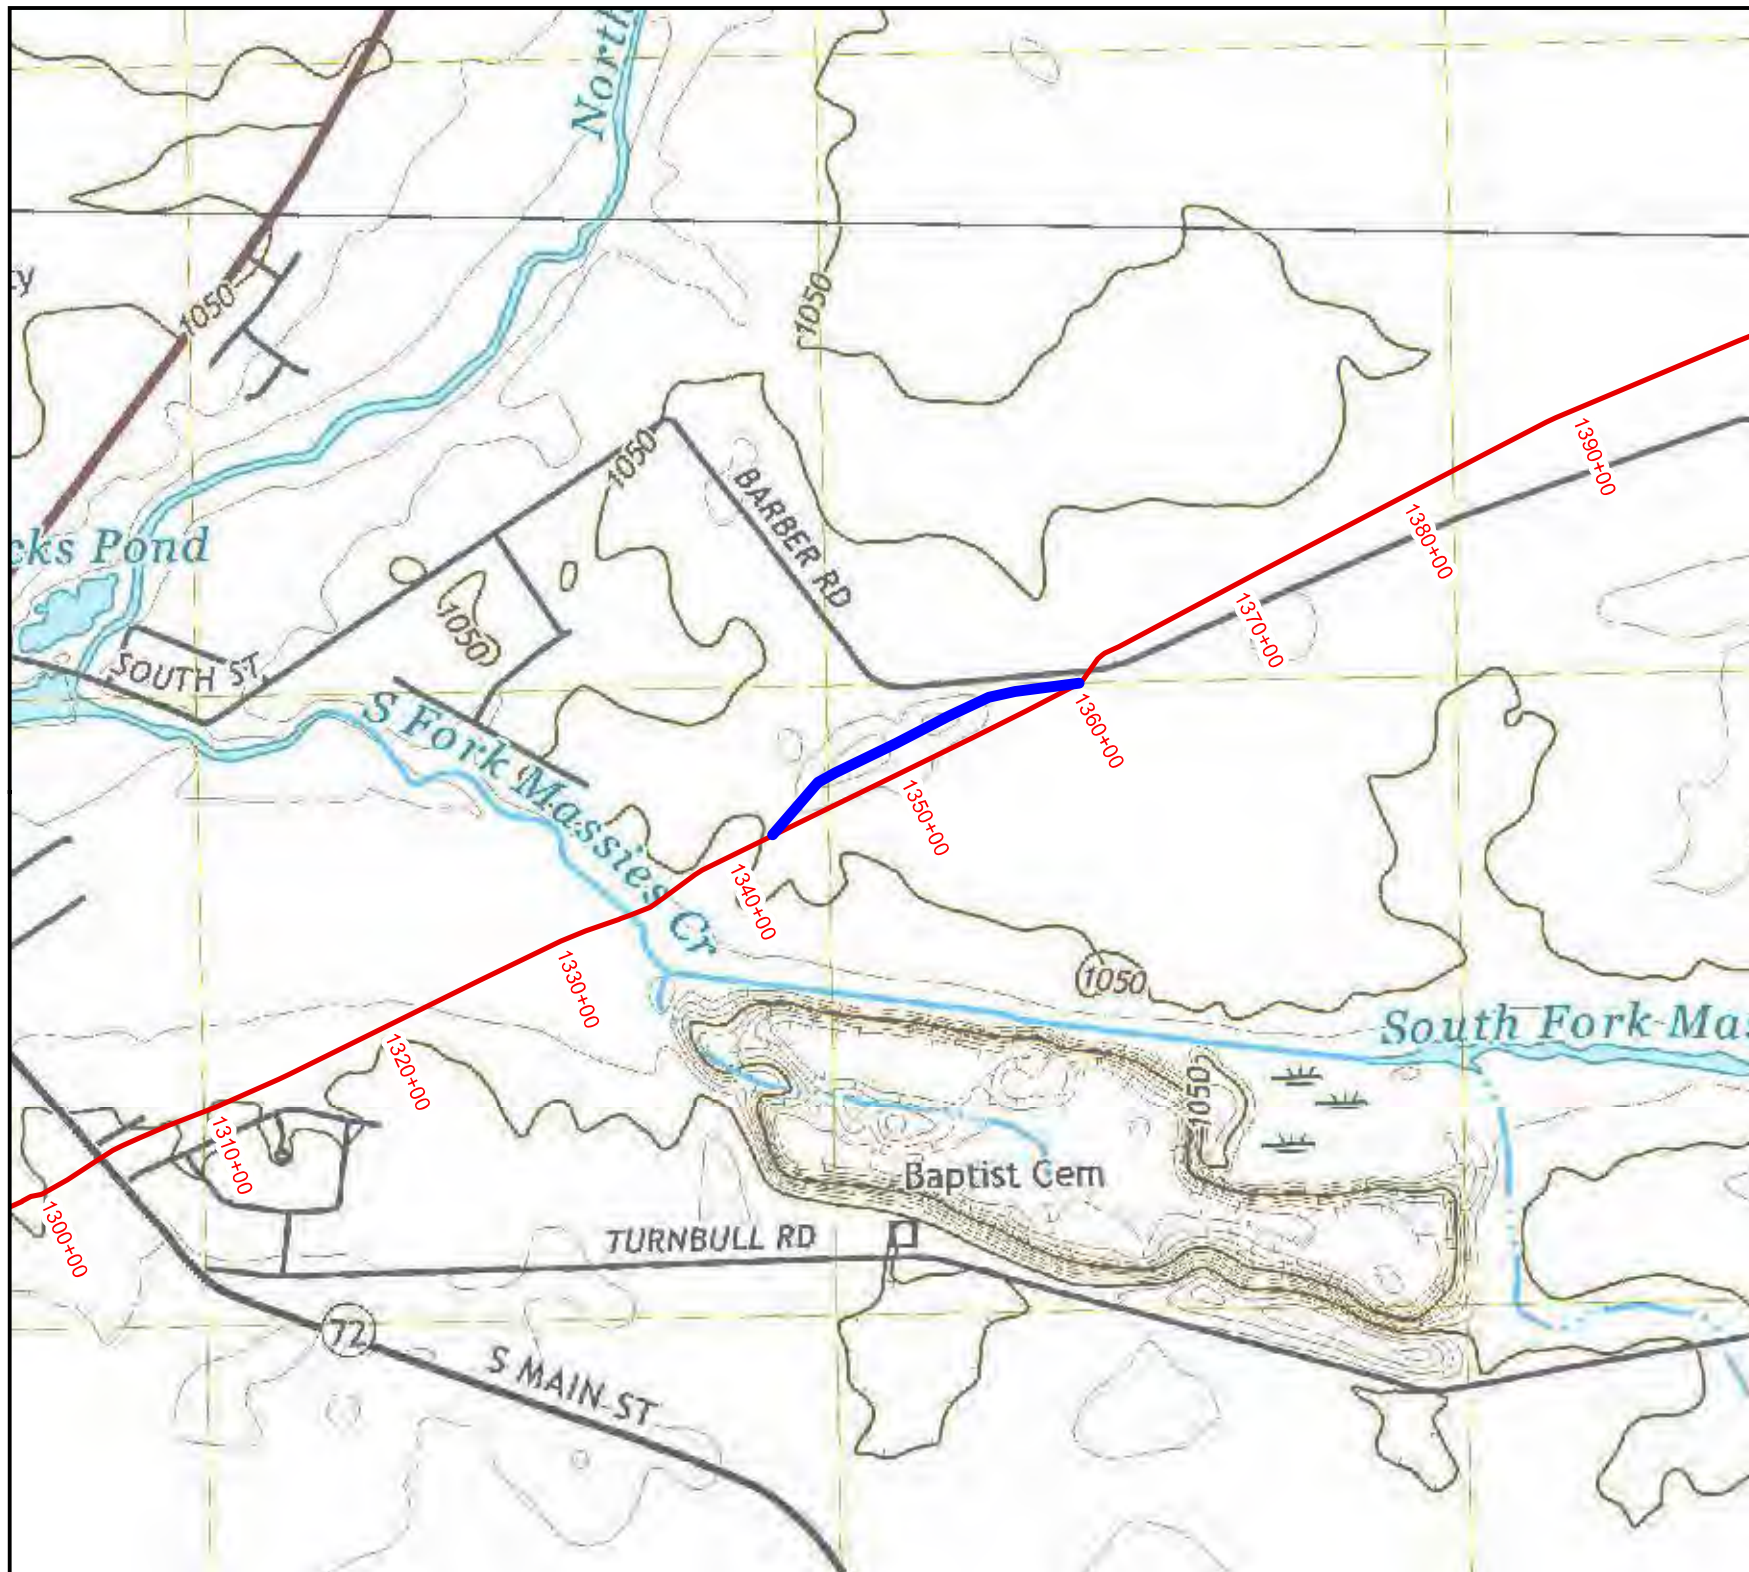 North
1050
1050
y
1050
BARBER RD
1390+00
1380+00
cks Pond
1370+00
1050
SOUTH ST
S Fork Massies Cr
1360+00
1350+00
1340+00
1330+00
1050
South Fork Mas
1320+00
1050
1310+00
Baptist Cem
1300+00
TURNBULL RD
72
S MAIN ST